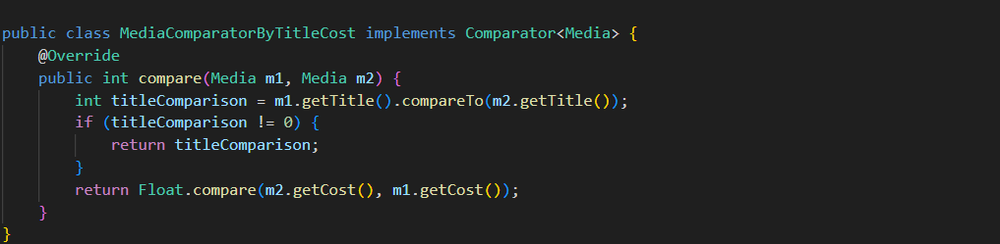 public class MediaComparatorByTitleCost implements Comparator<Media> {
    @Override
    public int compare(Media m1, Media m2) {
        int titleComparison = m1.getTitle().compareTo(m2.getTitle());
        if (titleComparison != 0) {
            return titleComparison;
        }
        return Float.compare(m2.getCost(), m1.getCost());
    }
}